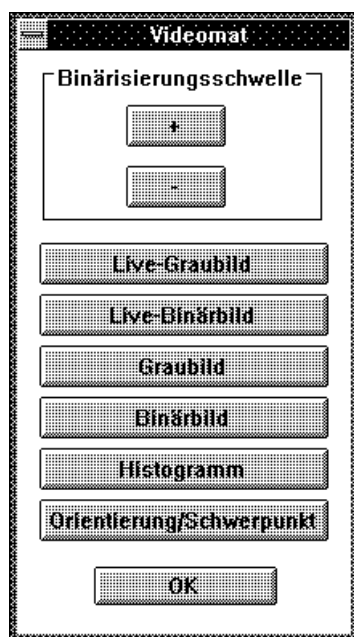 Videomat
Binärisierungsschwelle
+
-
Live-Graubild
Live-Binärbild
Graubild
Binärbild
Histogramm
Orientierung/Schwerpunkt
OK